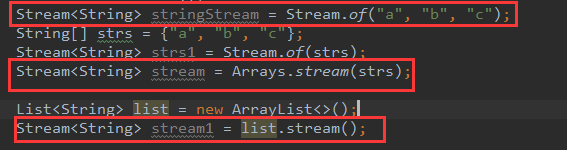 Stream<String> stringStream = Stream.of("a", "b", "c");
String[] strs = {"a", "b", "c"};
Stream<String> strs1 = Stream.of(strs);
Stream<String> stream = Arrays.stream(strs);
List<String> list = new ArrayList<>();
Stream<String> stream1 = list.stream();